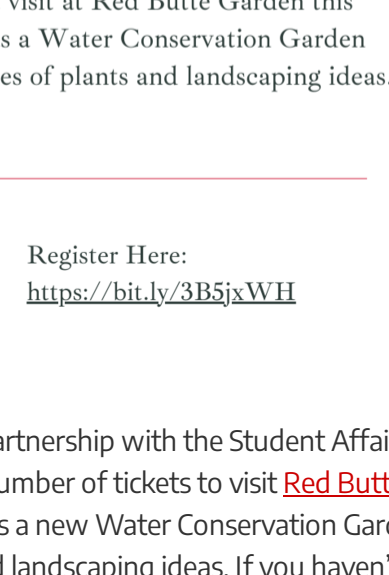 visit at Red Butte Garden this
s a Water Conservation Garden
es of plants and landscaping ideas.
Register Here:
https://bit.ly/3B5jxWH
artnership with the Student Affai
umber of tickets to visit Red Butt
s a new Water Conservation Gar
d landscaping ideas. If you haven'